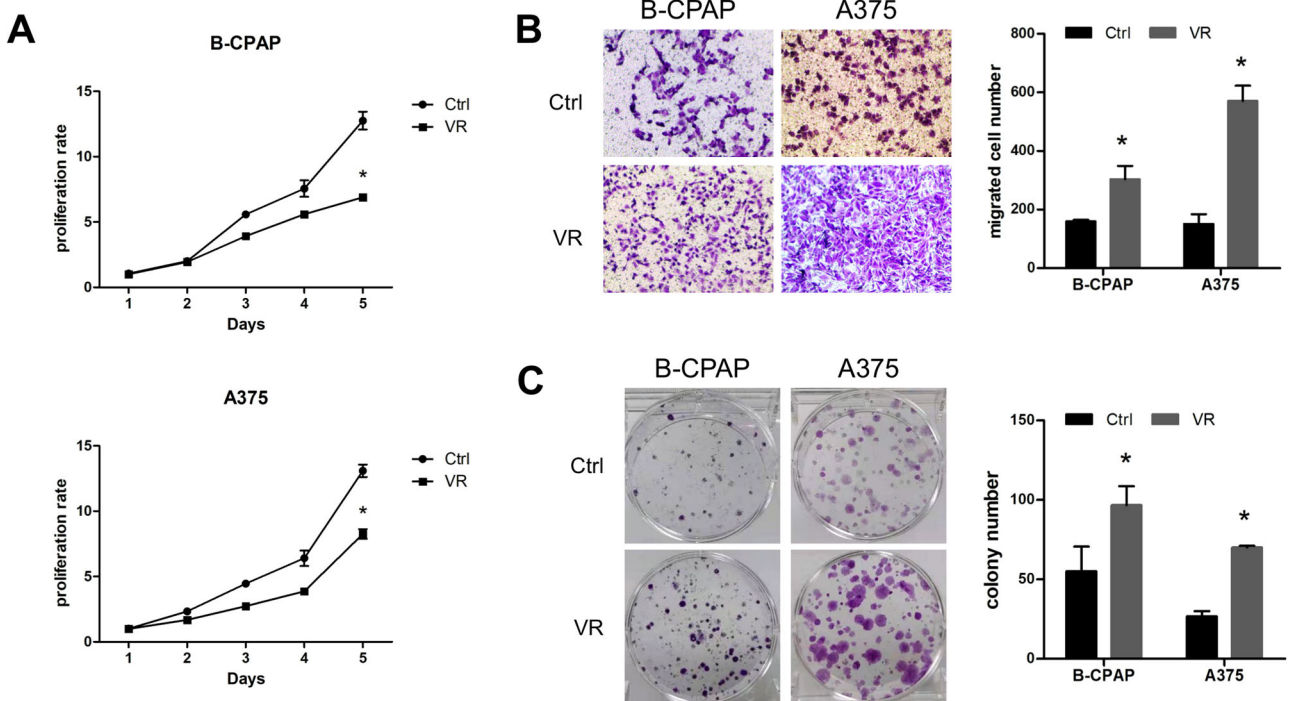 A
B-CPAP
proliferation rate
15
10
5
0
1 2 3 4 5
Days
Ctrl
VR
*
A375
proliferation rate
15
10
5
0
1 2 3 4 5
Days
Ctrl
VR
*
B
B-CPAP A375
Ctrl
VR
migrated cell number
800
600
400
200
0
Ctrl VR
*
*
B-CPAP A375
C
B-CPAP A375
Ctrl
VR
colony number
150
100
50
0
Ctrl VR
*
*
B-CPAP A375